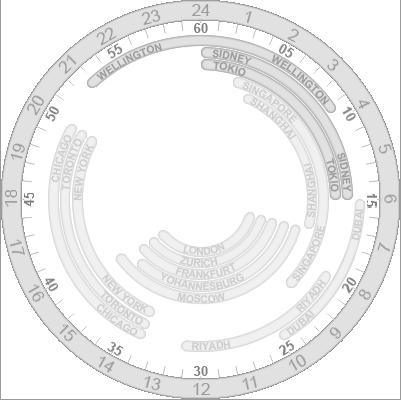 24
1
2
3
4
5
6
7
8
9
10
11
12
13
14
15
16
17
18
19
20
21
22
23
60
05
10
15
20
25
30
35
40
45
50
55
WELLINGTON
WELLINGTON
SIDNEY
SIDNEY
TOKIO
TOKIO
SINGAPORE
SINGAPORE
SHANGHAI
SHANGHAI
DUBAI
DUBAI
RIYADH
RIYADH
MOSCOW
YOHANNESBURG
FRANKFURT
ZURICH
LONDON
NEW YORK
NEW YORK
TORONTO
TORONTO
CHICAGO
CHICAGO